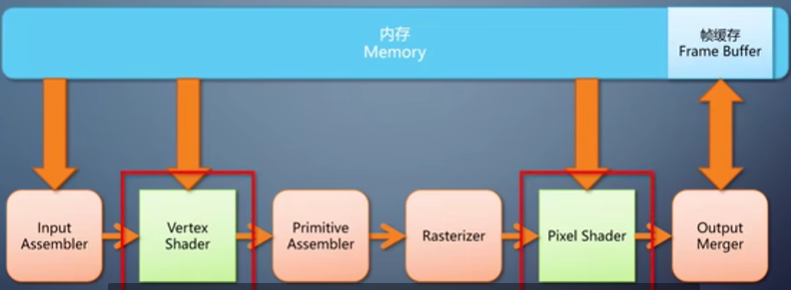 内存
Memory
帧缓存
Frame Buffer
Input
Assembler
Vertex
Shader
Primitive
Assembler
Rasterizer
Pixel Shader
Output
Merger